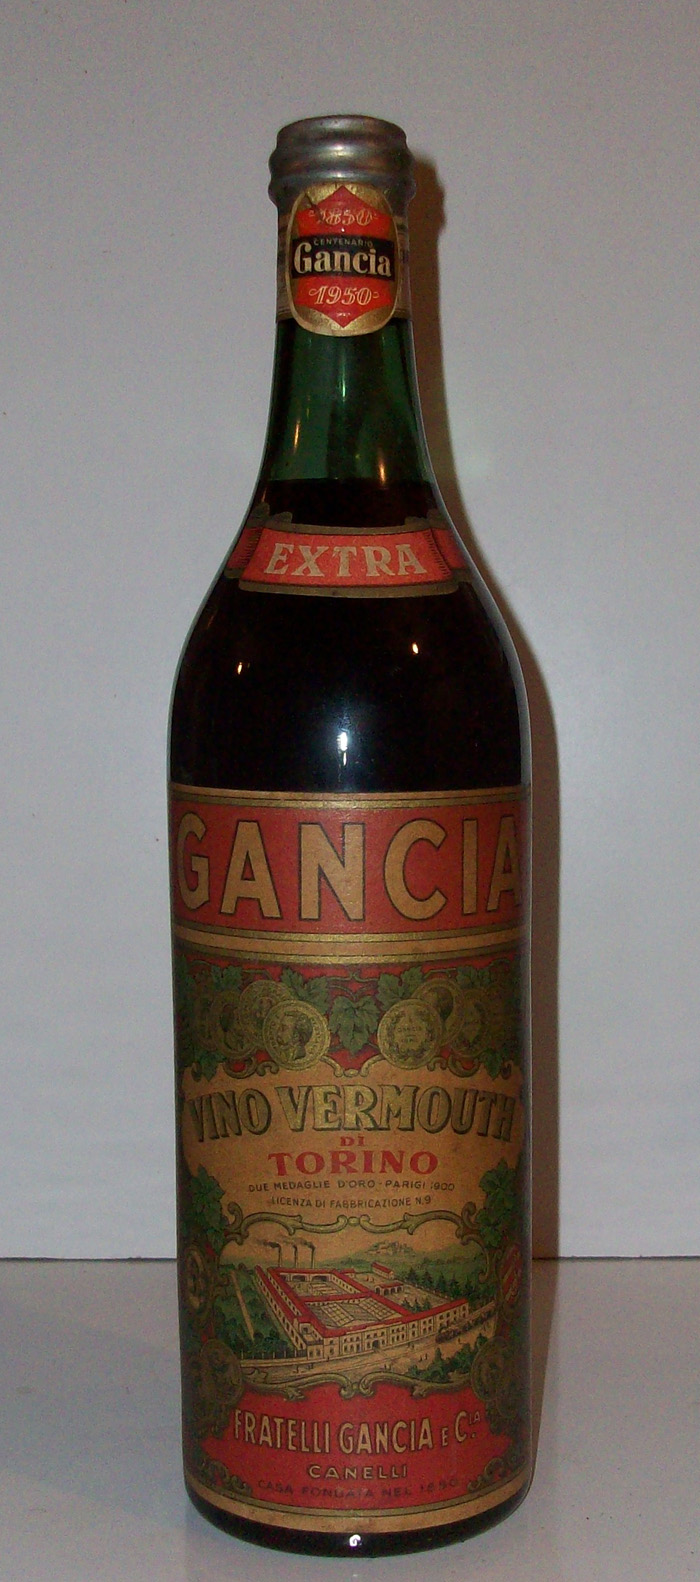 1850
CENTENARIO
Gancia
1950
EXTRA
GANCIA
VINO VERMOUTH
DI
TORINO
DUE MEDAGLIE D'ORO - PARIGI 1900
LICENZA DI FABBRICAZIONE N.9
FRATELLI GANCIA E C.IA
CANELLI
CASA FONDATA NEL 1850